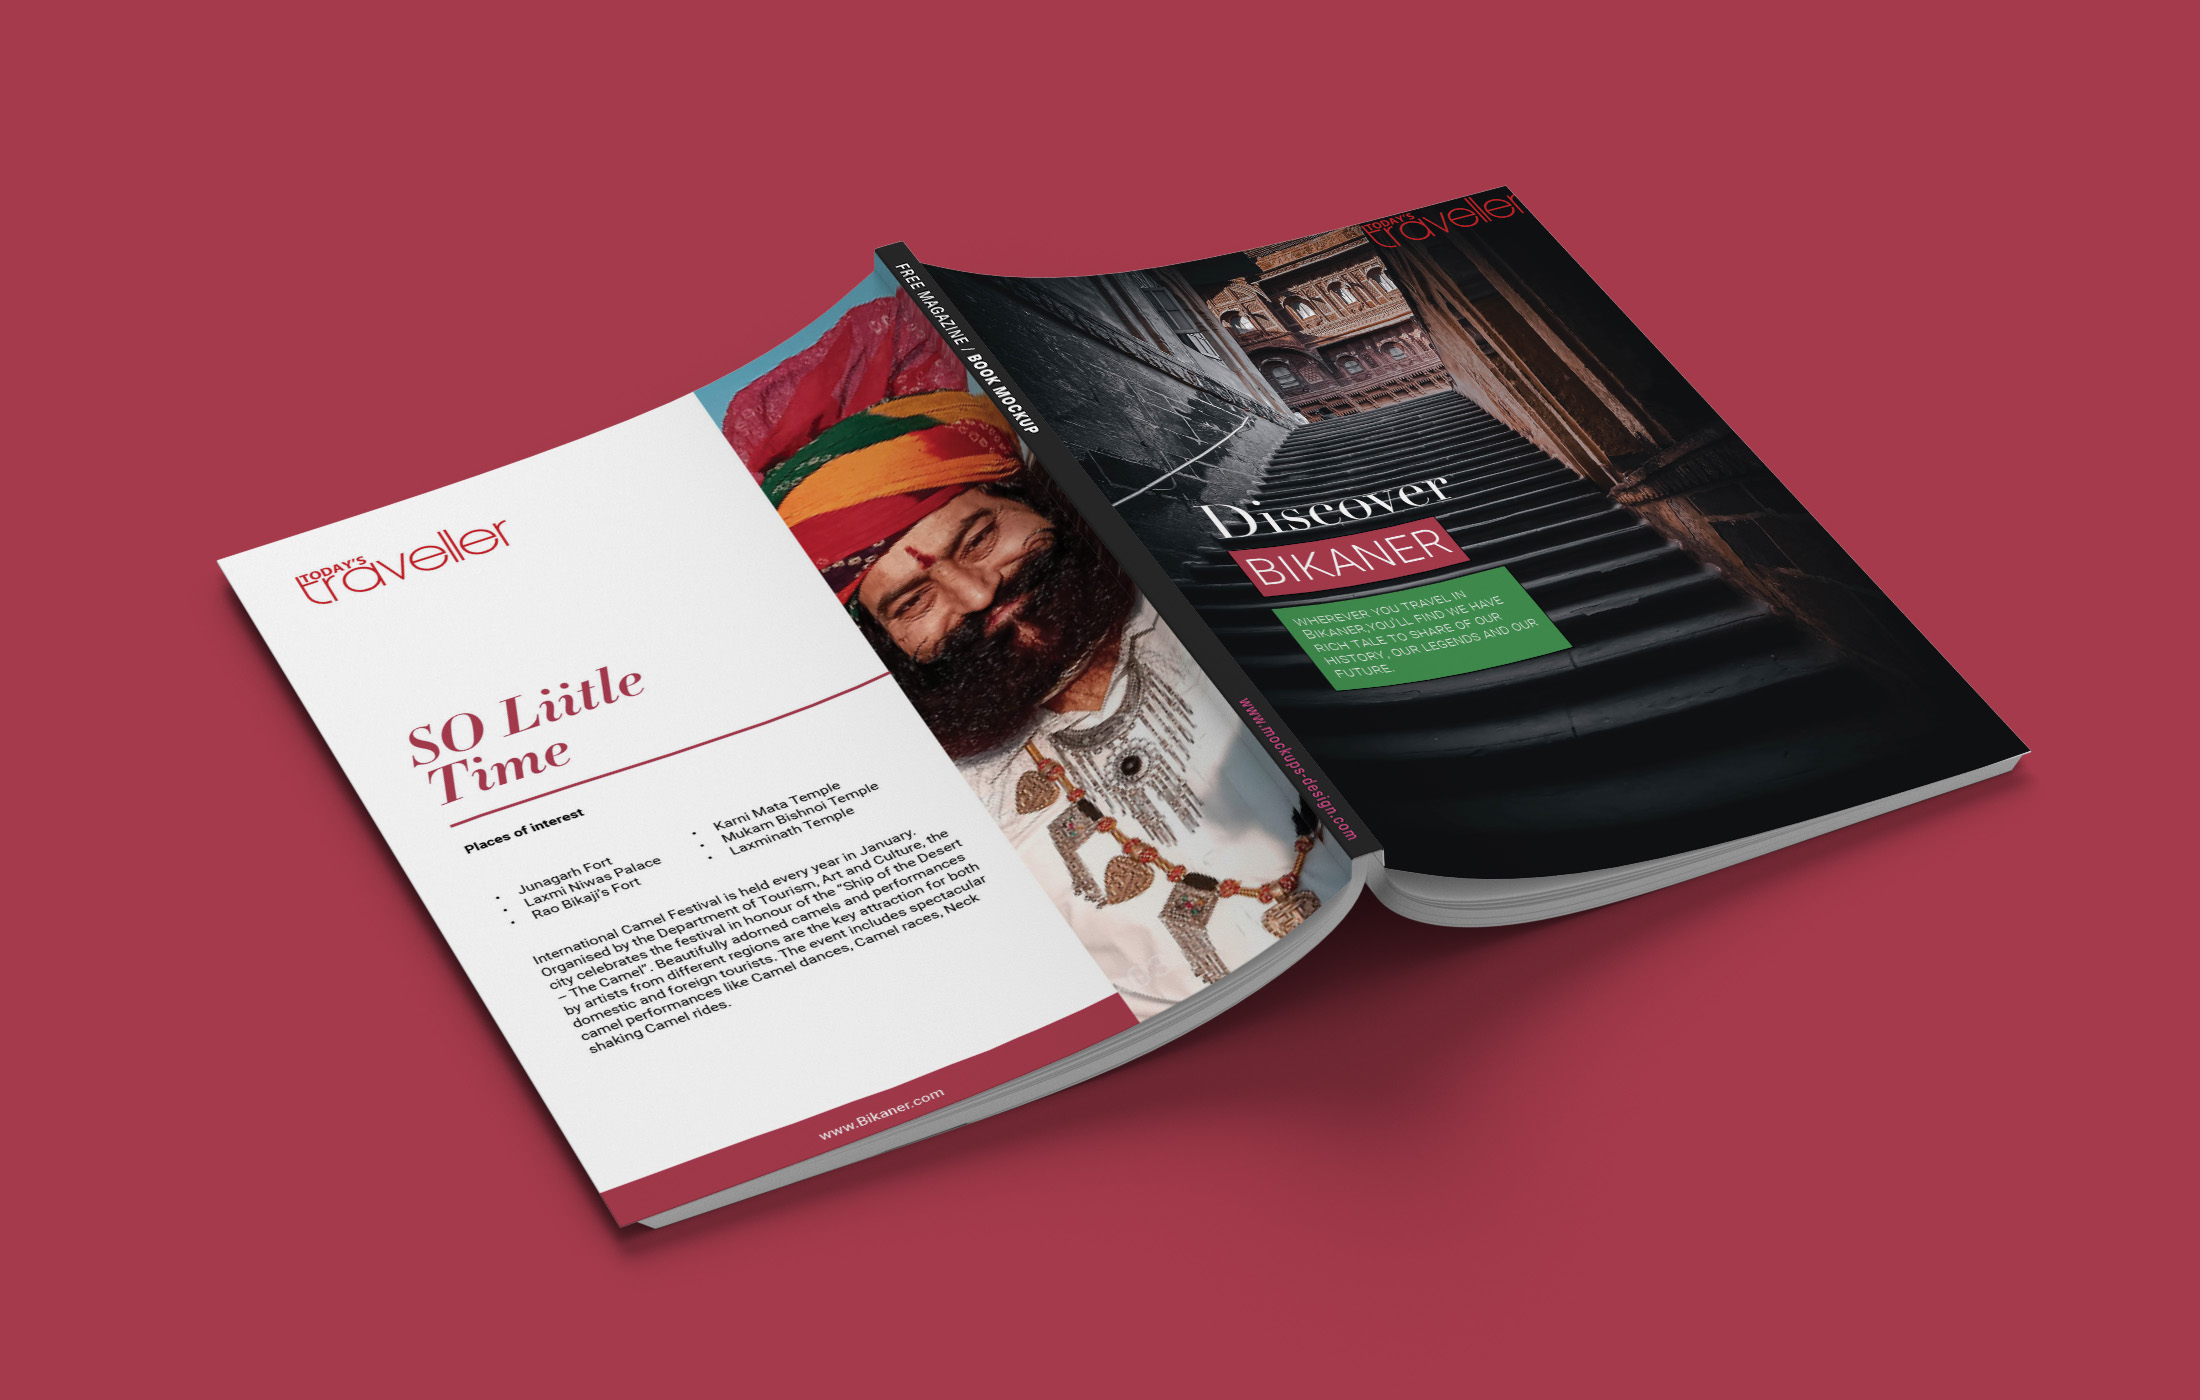 TODAY'S
traveller
SO Liitle
Time
Places of interest
• Junagarh Fort
• Laxmi Niwas Palace
• Rao Bikaji's Fort
• Karni Mata Temple
• Mukam Bishnoi Temple
• Laxminath Temple
International Camel Festival is held every year in January.
Organised by the Department of Tourism, Art and Culture, the
city celebrates the festival in honour of the “Ship of the Desert
– The Camel”. Beautifully adorned camels and performances
by artists from different regions are the key attraction for both
domestic and foreign tourists. The event includes spectacular
camel performances like Camel dances, Camel races, Neck
shaking Camel rides.
www.Bikaner.com
FREE MAGAZINE / BOOK MOCKUP
www.mockups-design.com
TODAY'S
traveller
Discover
BIKANER
WHEREVER YOU TRAVEL IN
BIKANER;YOU'LL FIND WE HAVE
RICH TALE TO SHARE OF OUR
HISTORY, OUR LEGENDS AND OUR
FUTURE.